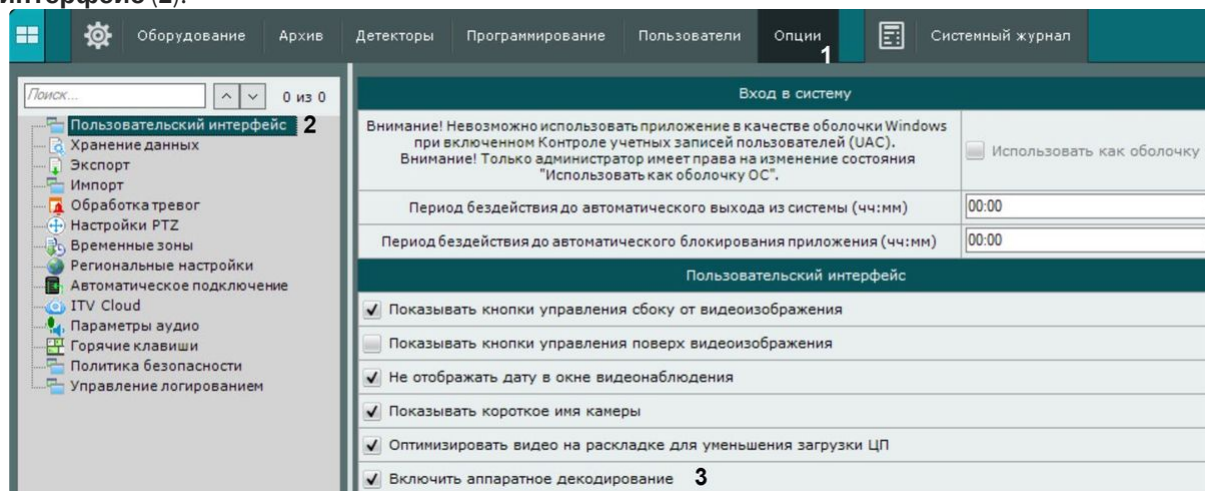 интерфейс (2).
Оборудование Архив Детекторы Программирование Пользователи Опции Системный журнал
1
Поиск... 0 из 0
Пользовательский интерфейс 2
Хранение данных
Экспорт
Импорт
Обработка тревог
Настройки PTZ
Временные зоны
Региональные настройки
Автоматическое подключение
ITV Cloud
Параметры аудио
Горячие клавиши
Политика безопасности
Управление логированием
Вход в систему
Внимание! Невозможно использовать приложение в качестве оболочки Windows
при включенном Контроле учетных записей пользователей (UAC).
Внимание! Только администратор имеет права на изменение состояния
"Использовать как оболочку ОС".
Использовать как оболочку
Период бездействия до автоматического выхода из системы (чч:мм) 00:00
Период бездействия до автоматического блокирования приложения (чч:мм) 00:00
Пользовательский интерфейс
Показывать кнопки управления сбоку от видеоизображения
Показывать кнопки управления поверх видеоизображения
Не отображать дату в окне видеонаблюдения
Показывать короткое имя камеры
Оптимизировать видео на раскладке для уменьшения загрузки ЦП
Включить аппаратное декодирование 3